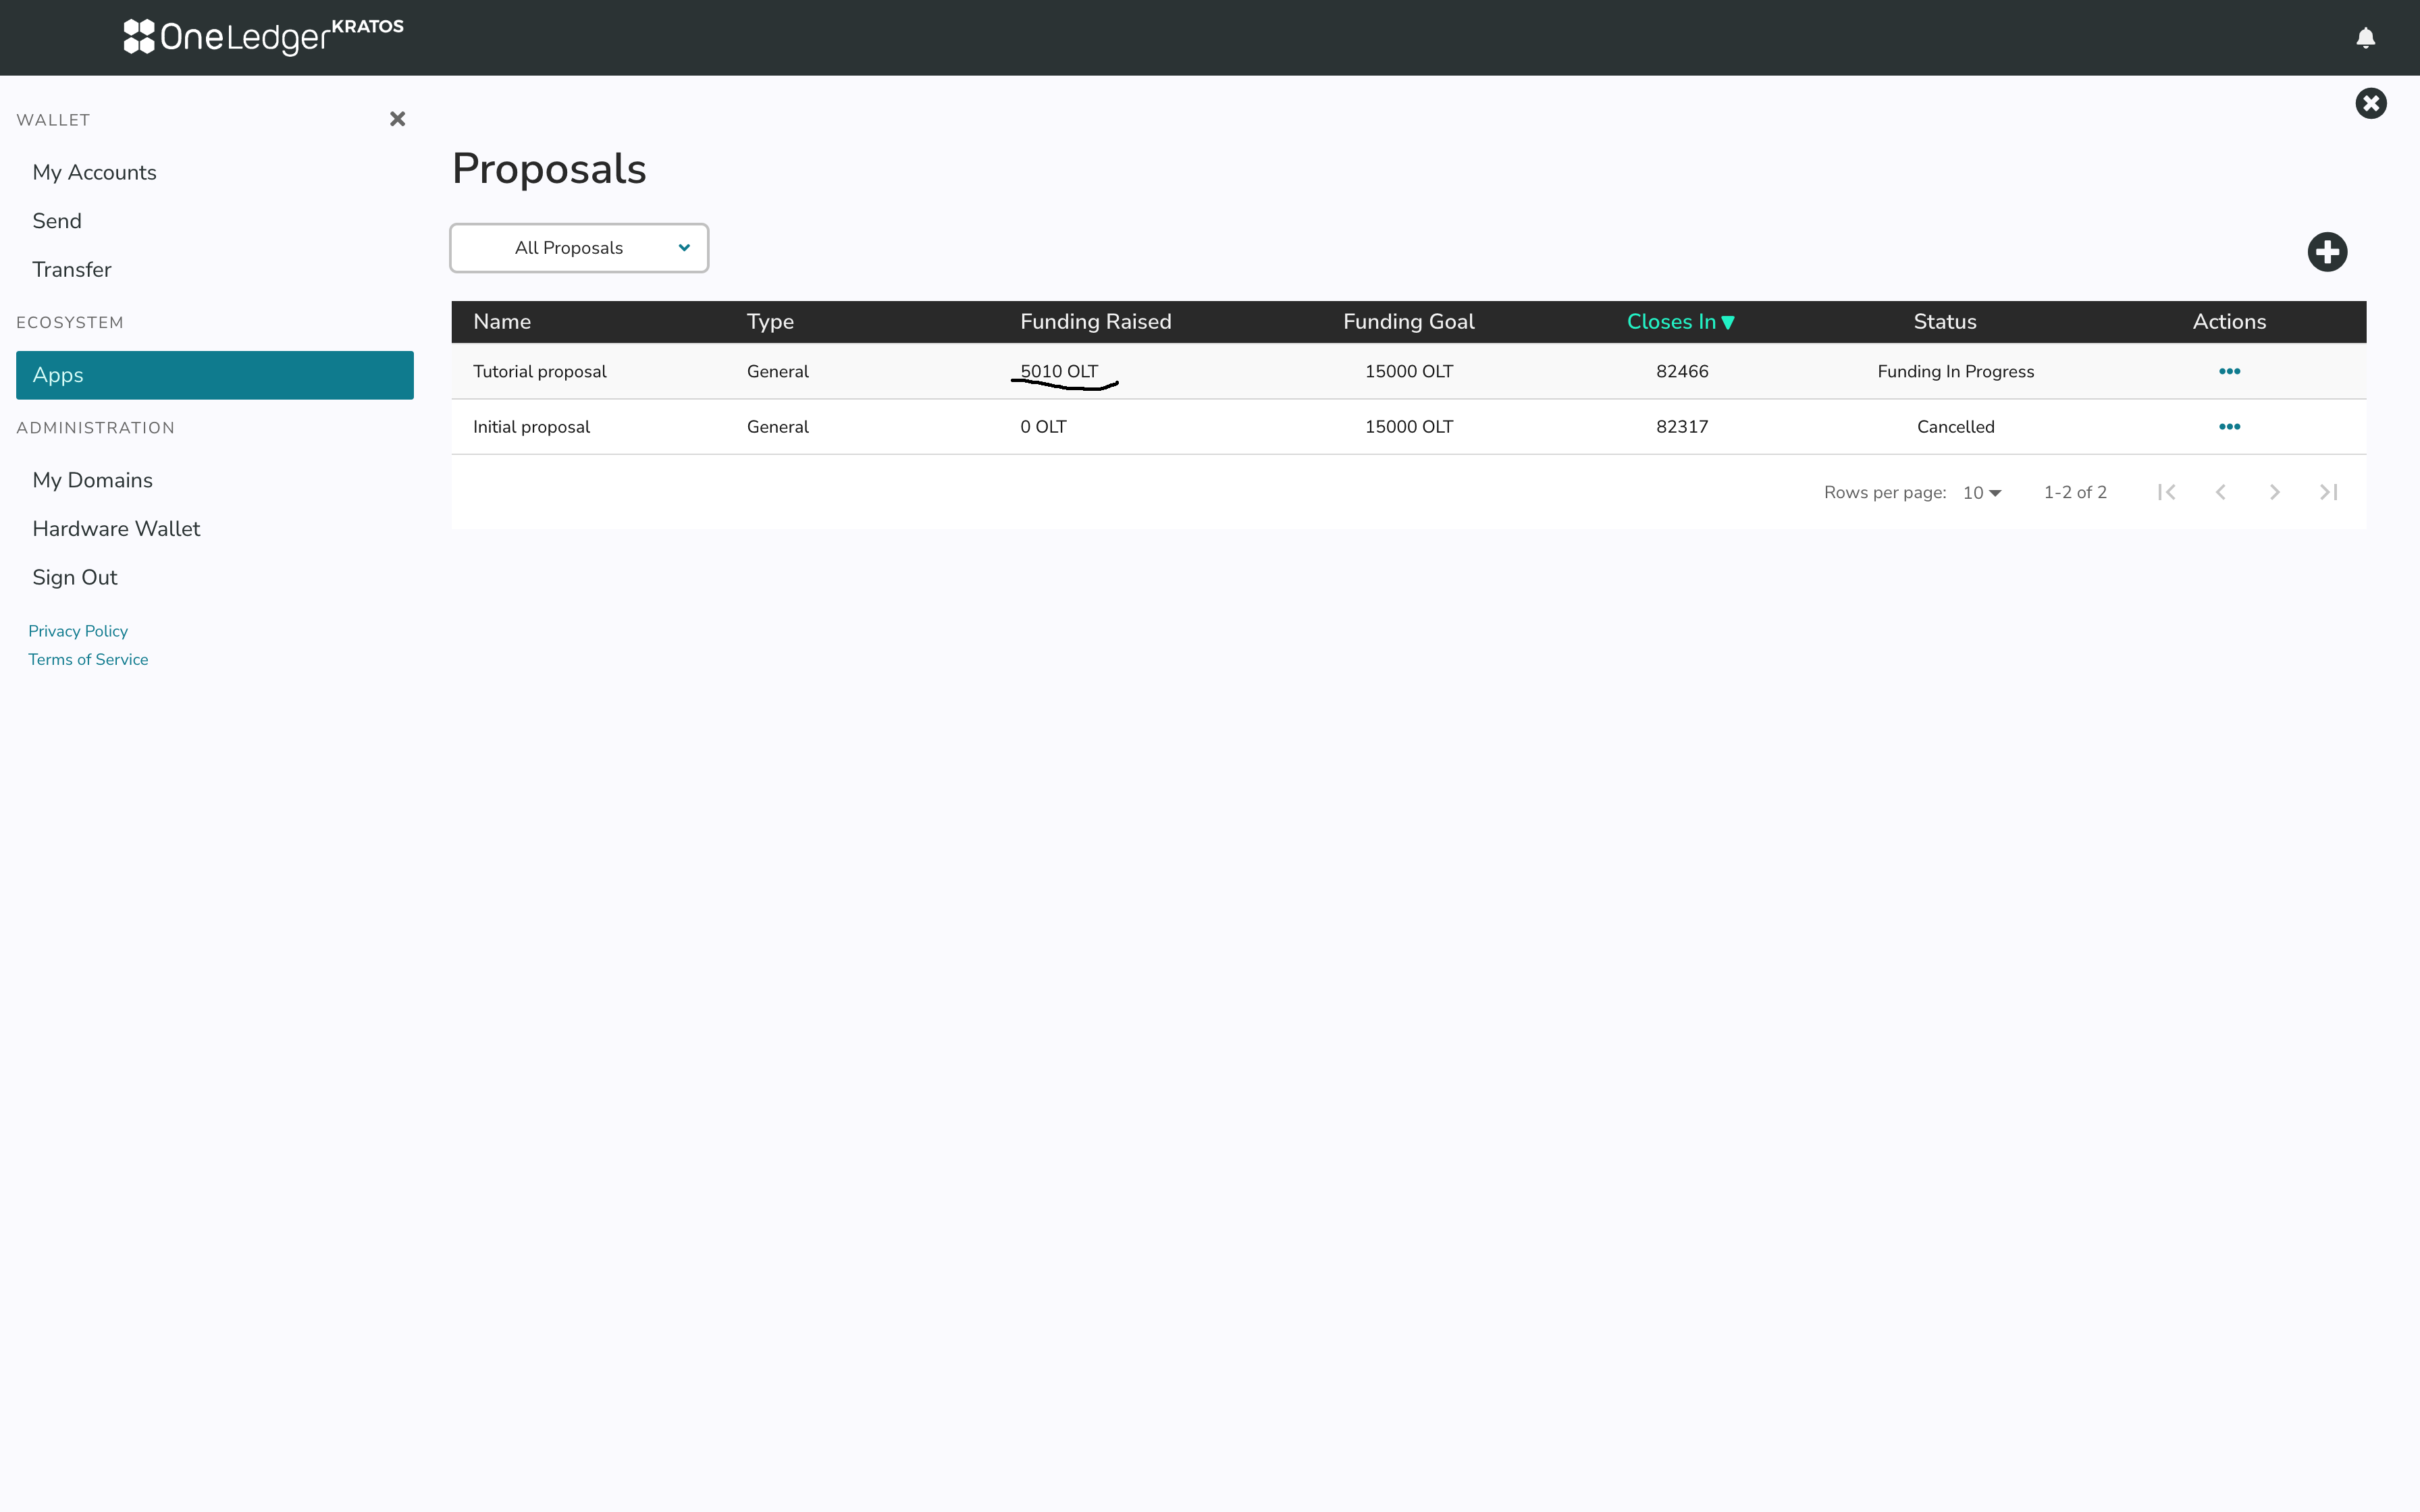 OneLedger KRATOS
WALLET
My Accounts
Send
Transfer
ECOSYSTEM
Apps
ADMINISTRATION
My Domains
Hardware Wallet
Sign Out
Privacy Policy
Terms of Service
Proposals
All Proposals
Name Type Funding Raised Funding Goal Closes In Status Actions
Tutorial proposal General 5010 OLT 15000 OLT 82466 Funding In Progress
Initial proposal General 0 OLT 15000 OLT 82317 Cancelled
Rows per page: 10 1-2 of 2